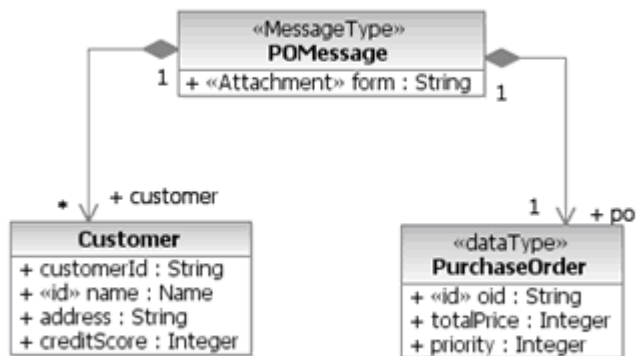 «MessageType»
POMessage
+ «Attachment» form : String
1
1
* + customer
1 + po
Customer
+ customerId : String
+ «id» name : Name
+ address : String
+ creditScore : Integer
«dataType»
PurchaseOrder
+ «id» oid : String
+ totalPrice : Integer
+ priority : Integer